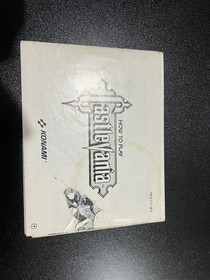 HOW TO PLAY
Castlevania
KONAMI